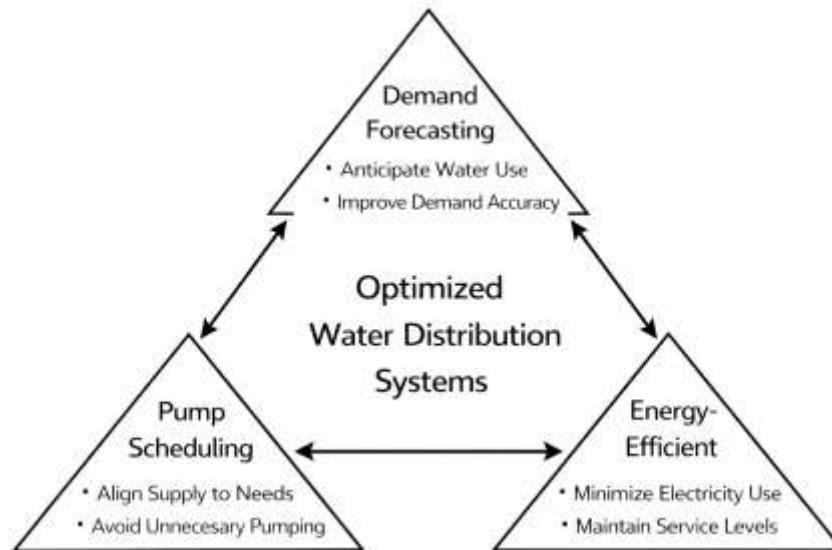 Demand
Forecasting
• Anticipate Water Use
• Improve Demand Accuracy
Optimized
Water Distribution
Systems
Pump
Scheduling
• Align Supply to Needs
• Avoid Unnecesary Pumping
Energy-
Efficient
• Minimize Electricity Use
• Maintain Service Levels